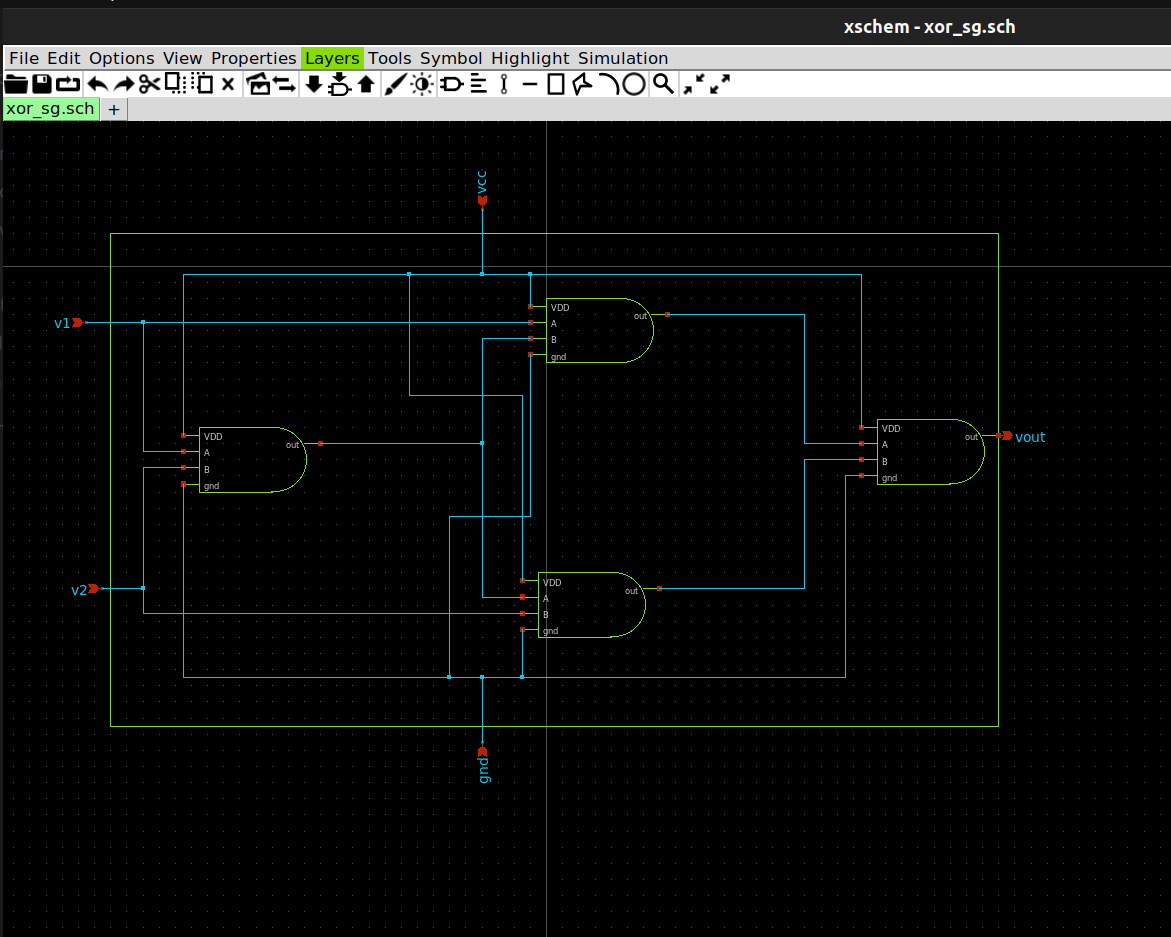 xschem - xor_sg.sch
File Edit Options View Properties Layers Tools Symbol Highlight Simulation
xor_sg.sch +
vcc
v1
VDD
A
B
gnd
out
VDD
A
B
gnd
out
VDD
A
B
gnd
out
vout
v2
VDD
A
B
gnd
out
gnd